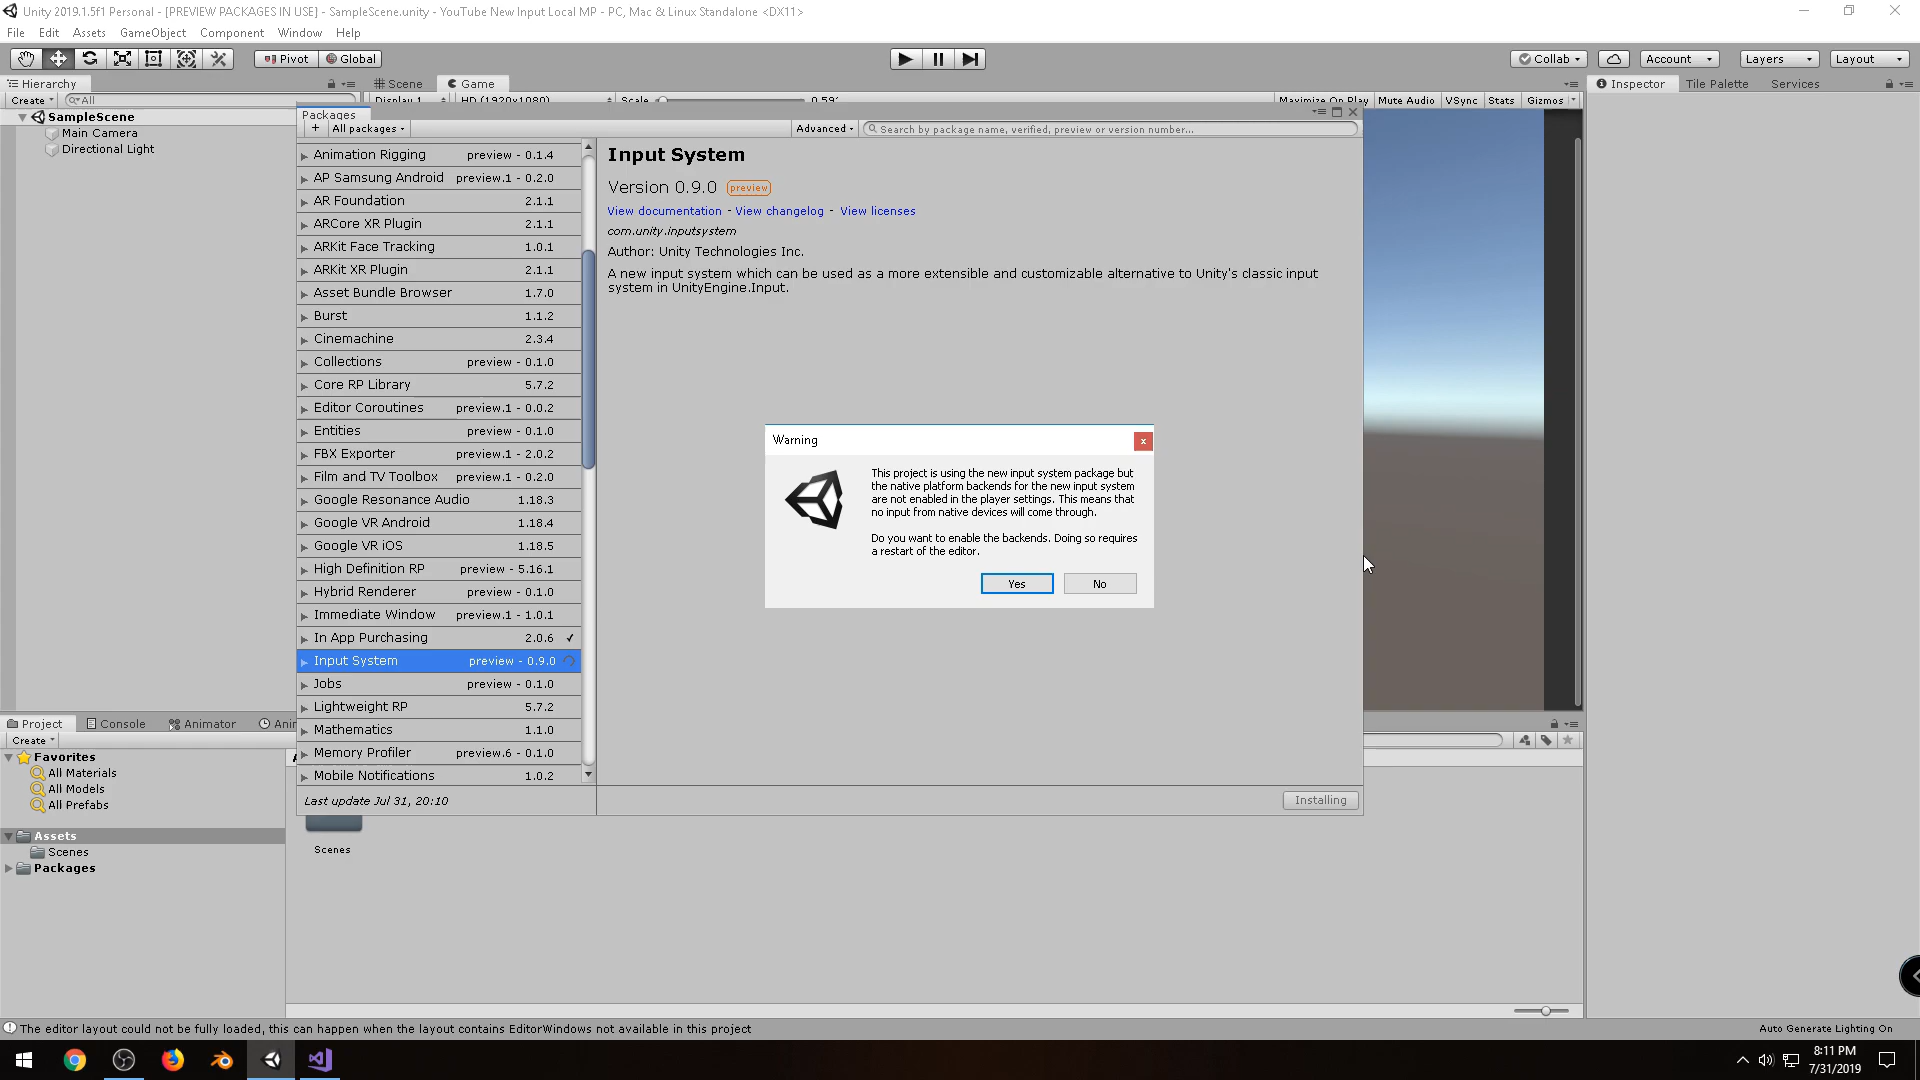 Unity 2019.1.5f1 Personal - [PREVIEW PACKAGES IN USE] - SampleScene.unity - YouTube New Input Local MP - PC, Mac & Linux Standalone <DX11>
File Edit Assets GameObject Component Window Help
Pivot Global Collab Account Layers Layout
Hierarchy Scene Game Inspector Tile Palette Services
Create All Display 1 HD (1920x1080) Scale 0.59 Maximize On Play Mute Audio VSync Stats Gizmos
SampleScene
Main Camera
Directional Light
Packages
+ All packages Advanced Search by package name, verified, preview or version number...
Animation Rigging preview - 0.1.4
AP Samsung Android preview.1 - 0.2.0
AR Foundation 2.1.1
ARCore XR Plugin 2.1.1
ARKit Face Tracking 1.0.1
ARKit XR Plugin 2.1.1
Asset Bundle Browser 1.7.0
Burst 1.1.2
Cinemachine 2.3.4
Collections preview - 0.1.0
Core RP Library 5.7.2
Editor Coroutines preview.1 - 0.0.2
Entities preview - 0.1.0
FBX Exporter preview.1 - 2.0.2
Film and TV Toolbox preview.1 - 0.2.0
Google Resonance Audio 1.18.3
Google VR Android 1.18.4
Google VR iOS 1.18.5
High Definition RP preview - 5.16.1
Hybrid Renderer preview - 0.1.0
Immediate Window preview.1 - 1.0.1
In App Purchasing 2.0.6 ✓
Input System preview - 0.9.0
Jobs preview - 0.1.0
Lightweight RP 5.7.2
Mathematics 1.1.0
Memory Profiler preview.6 - 0.1.0
Mobile Notifications 1.0.2
Last update Jul 31, 20:10
Input System
Version 0.9.0 preview
View documentation - View changelog - View licenses
com.unity.inputsystem
Author: Unity Technologies Inc.
A new input system which can be used as a more extensible and customizable alternative to Unity's classic input
system in UnityEngine.Input.
Installing
Warning
This project is using the new input system package but
the native platform backends for the new input system
are not enabled in the player settings. This means that
no input from native devices will come through.
Do you want to enable the backends. Doing so requires
a restart of the editor.
Yes No
Project Console Animator
Create
Favorites
All Materials
All Models
All Prefabs
Assets
Scenes
Packages
Scenes
The editor layout could not be fully loaded, this can happen when the layout contains EditorWindows not available in this project
Auto Generate Lighting On
8:11 PM
7/31/2019